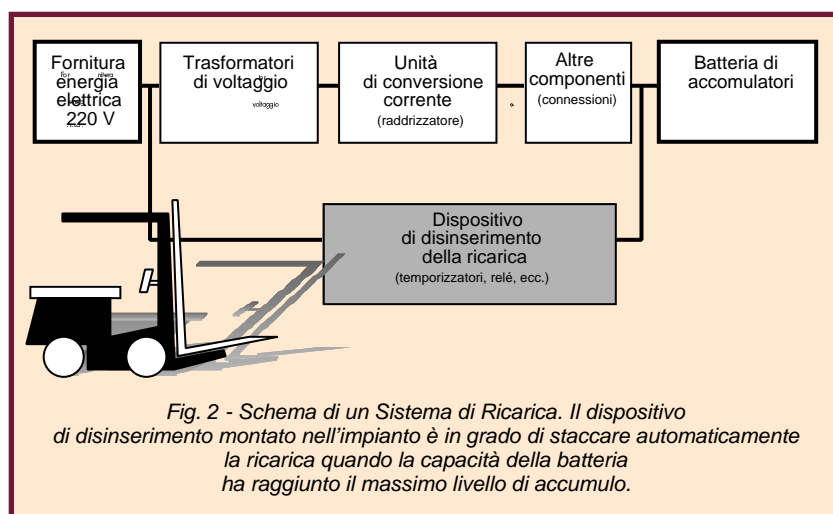 Fornitura
energia
elettrica
220 V
Trasformatori
di voltaggio
voltaggio
Unità
di conversione
corrente
(raddrizzatore)
Altre
componenti
(connessioni)
Batteria di
accumulatori
Dispositivo
di disinserimento
della ricarica
(temporizzatori, relé, ecc.)
Fig. 2 - Schema di un Sistema di Ricarica. Il dispositivo
di disinserimento montato nell'impianto è in grado di staccare automaticamente
la ricarica quando la capacità della batteria
ha raggiunto il massimo livello di accumulo.